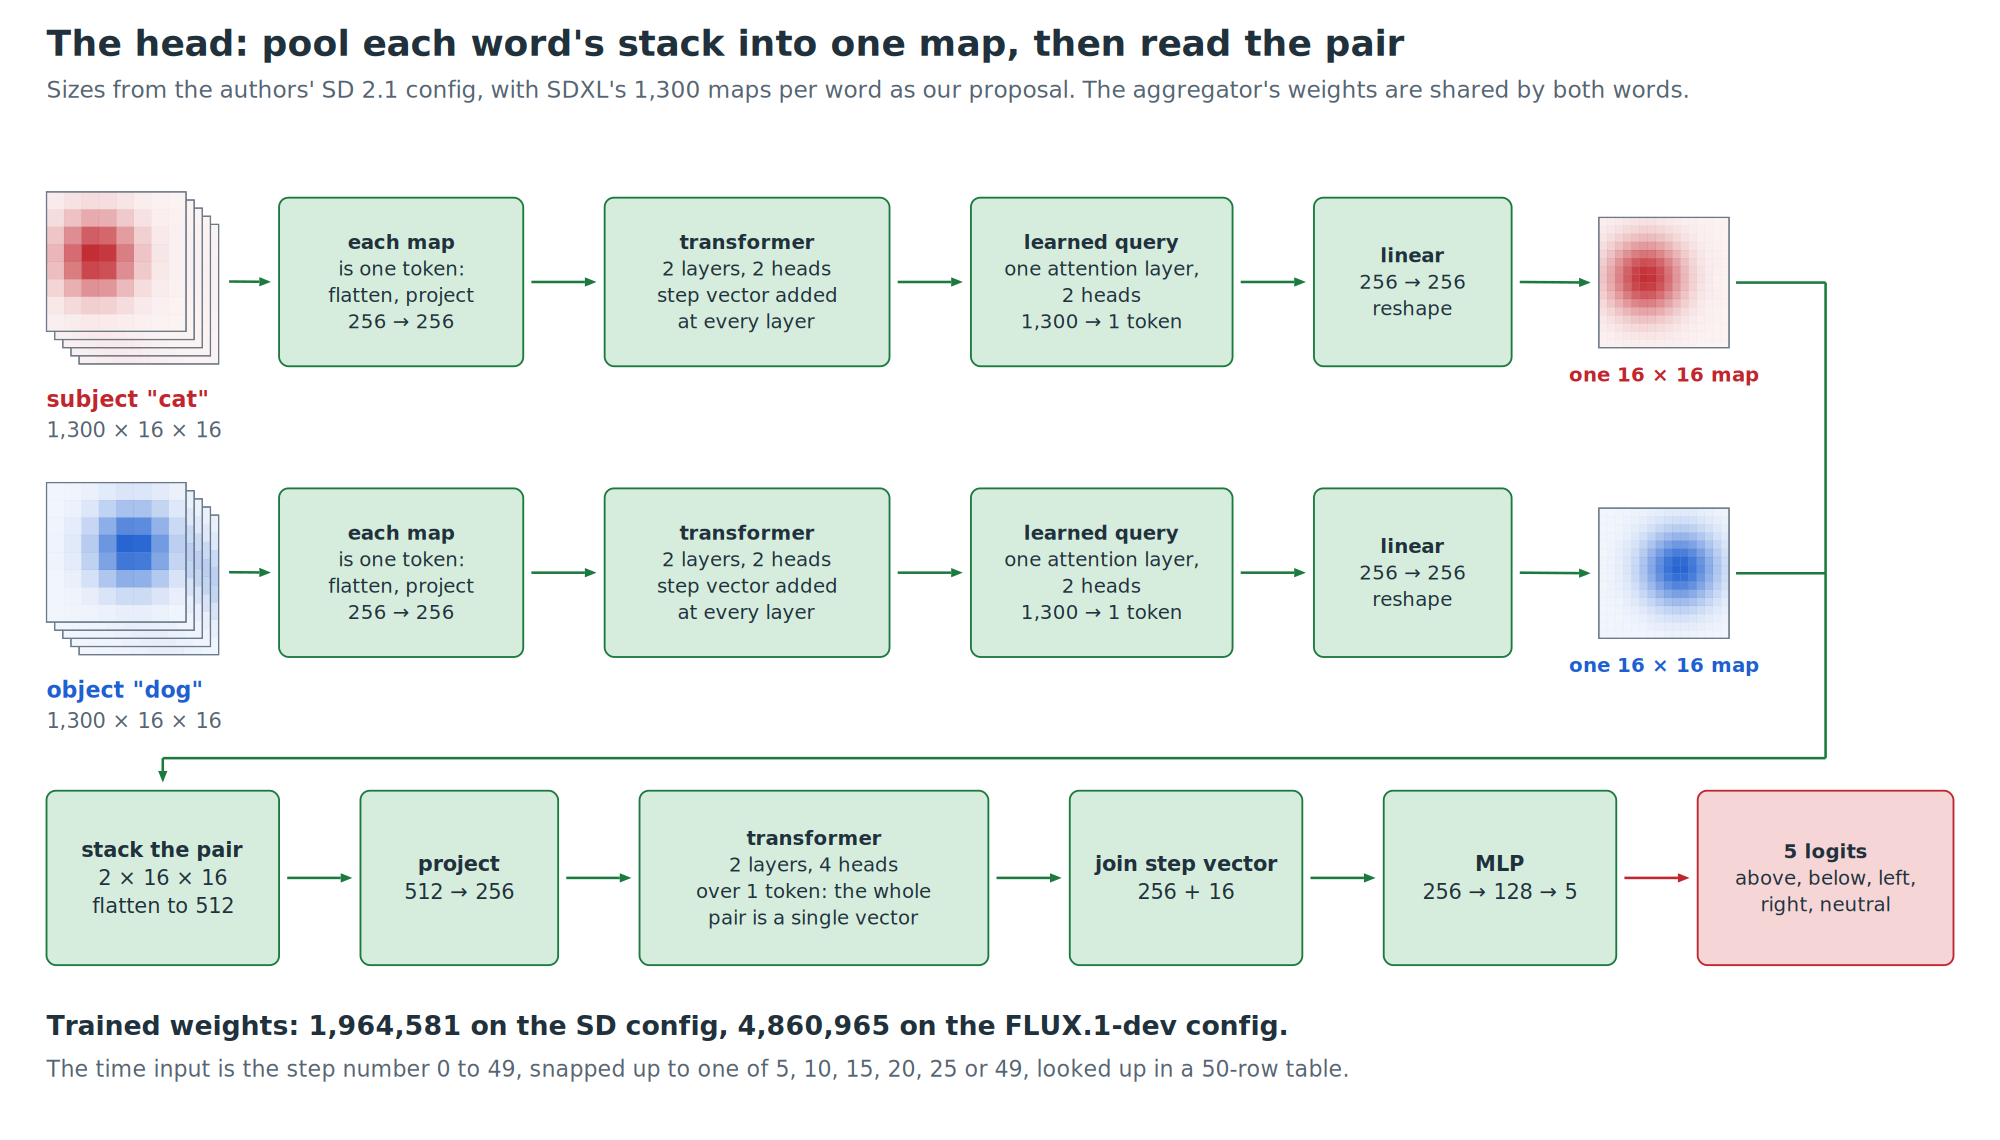 The head: pool each word's stack into one map, then read the pair
Sizes from the authors' SD 2.1 config, with SDXL's 1,300 maps per word as our proposal. The aggregator's weights are shared by both words.
subject "cat"
1,300 × 16 × 16
each map
is one token:
flatten, project
256 → 256
transformer
2 layers, 2 heads
step vector added
at every layer
learned query
one attention layer,
2 heads
1,300 → 1 token
linear
256 → 256
reshape
one 16 × 16 map
object "dog"
1,300 × 16 × 16
each map
is one token:
flatten, project
256 → 256
transformer
2 layers, 2 heads
step vector added
at every layer
learned query
one attention layer,
2 heads
1,300 → 1 token
linear
256 → 256
reshape
one 16 × 16 map
stack the pair
2 × 16 × 16
flatten to 512
project
512 → 256
transformer
2 layers, 4 heads
over 1 token: the whole
pair is a single vector
join step vector
256 + 16
MLP
256 → 128 → 5
5 logits
above, below, left,
right, neutral
Trained weights: 1,964,581 on the SD config, 4,860,965 on the FLUX.1-dev config.
The time input is the step number 0 to 49, snapped up to one of 5, 10, 15, 20, 25 or 49, looked up in a 50-row table.